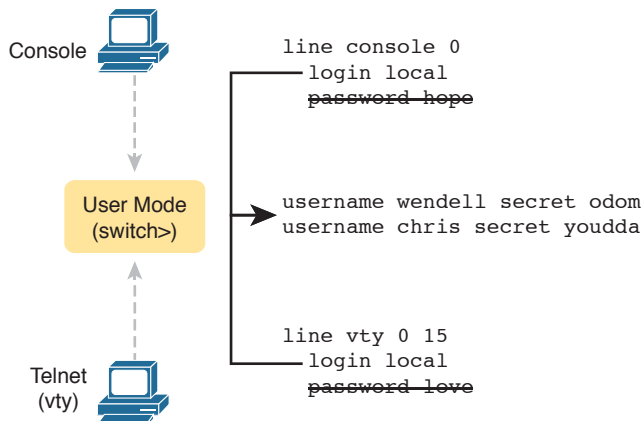 Console
line console 0
login local
password hope
User Mode
(switch>)
username wendell secret odom
username chris secret youdda
line vty 0 15
login local
password love
Telnet
(vty)